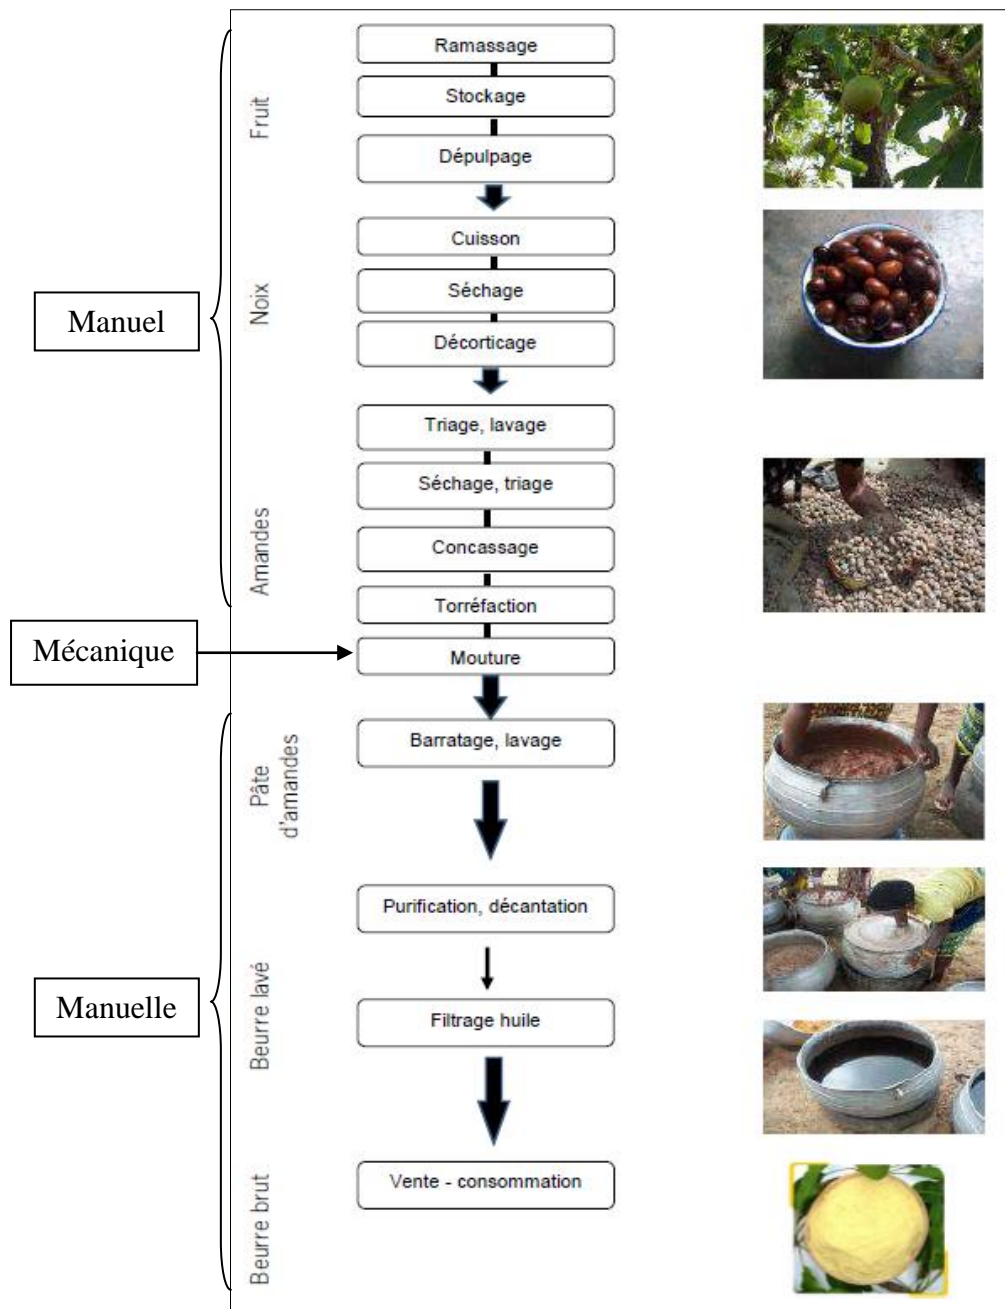 Ramassage
Stockage
Fruit
Dépulpage
Cuisson
Noix
Séchage
Manuel
Décorticage
Triage, lavage
Séchage, triage
Amandes
Concassage
Torréfaction
Mécanique
Mouture
Barratage, lavage
Pâte
d'amandes
Purification, décantation
Manuelle
Beurre lavé
Filtrage huile
Vente - consommation
Beurre brut